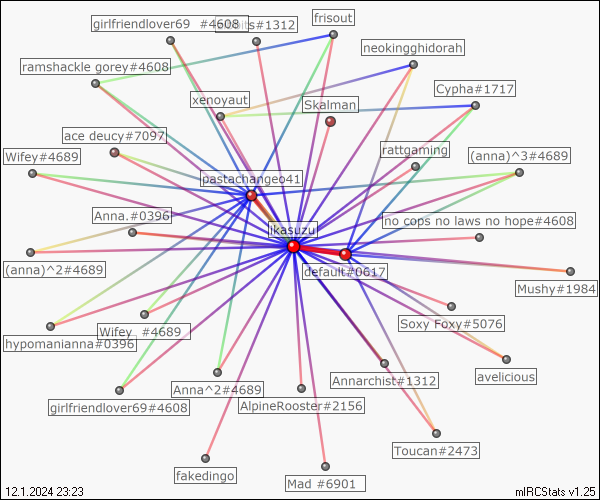 girlfriendlover69 #4608
#1312
frisout
neokingghidorah
ramshackle gorey#4608
xenoyaut
Skalman
Cypha#1717
ace deucy#7097
Wifey#4689
rattgaming
(anna)^3#4689
pastachangeo41
Anna.#0396
ikasuzu
no cops no laws no hope#4608
(anna)^2#4689
default#0617
Mushy#1984
hypomanianna#0396
Wifey_#4689
Soxy Foxy#5076
Anna^2#4689
Annarchist#1312
avelicious
girlfriendlover69#4608
AlpineRooster#2156
Toucan#2473
fakedingo
Mad #6901
12.1.2024 23:23
mIRCStats v1.25